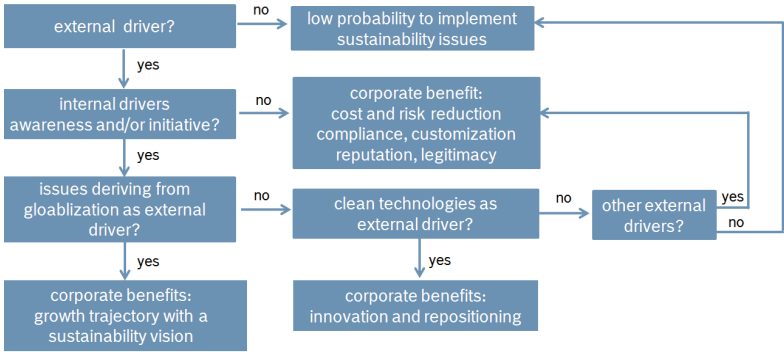 external driver?
no
low probability to implement
sustainability issues
yes
internal drivers
awareness and/or initiative?
no
corporate benefit:
cost and risk reduction
compliance, customization
reputation, legitimacy
yes
issues deriving from
gloablization as external
driver?
no
clean technologies as
external driver?
no
other external
drivers?
yes
no
yes
yes
corporate benefits:
growth trajectory with a
sustainability vision
corporate benefits:
innovation and repositioning